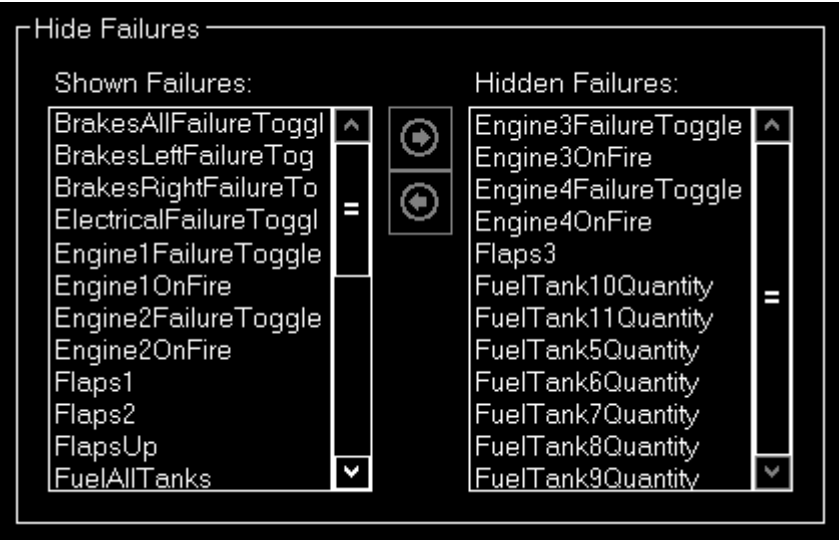 Hide Failures
Shown Failures:
BrakesAllFailureToggl
BrakesLeftFailureTog
BrakesRightFailureTo
ElectricalFailureToggl
Engine1FailureToggle
Engine1OnFire
Engine2FailureToggle
Engine2OnFire
Flaps1
Flaps2
FlapsUp
FuelAllTanks
Hidden Failures:
Engine3FailureToggle
Engine3OnFire
Engine4FailureToggle
Engine4OnFire
Flaps3
FuelTank10Quantity
FuelTank11Quantity
FuelTank5Quantity
FuelTank6Quantity
FuelTank7Quantity
FuelTank8Quantity
FuelTank9Quantity